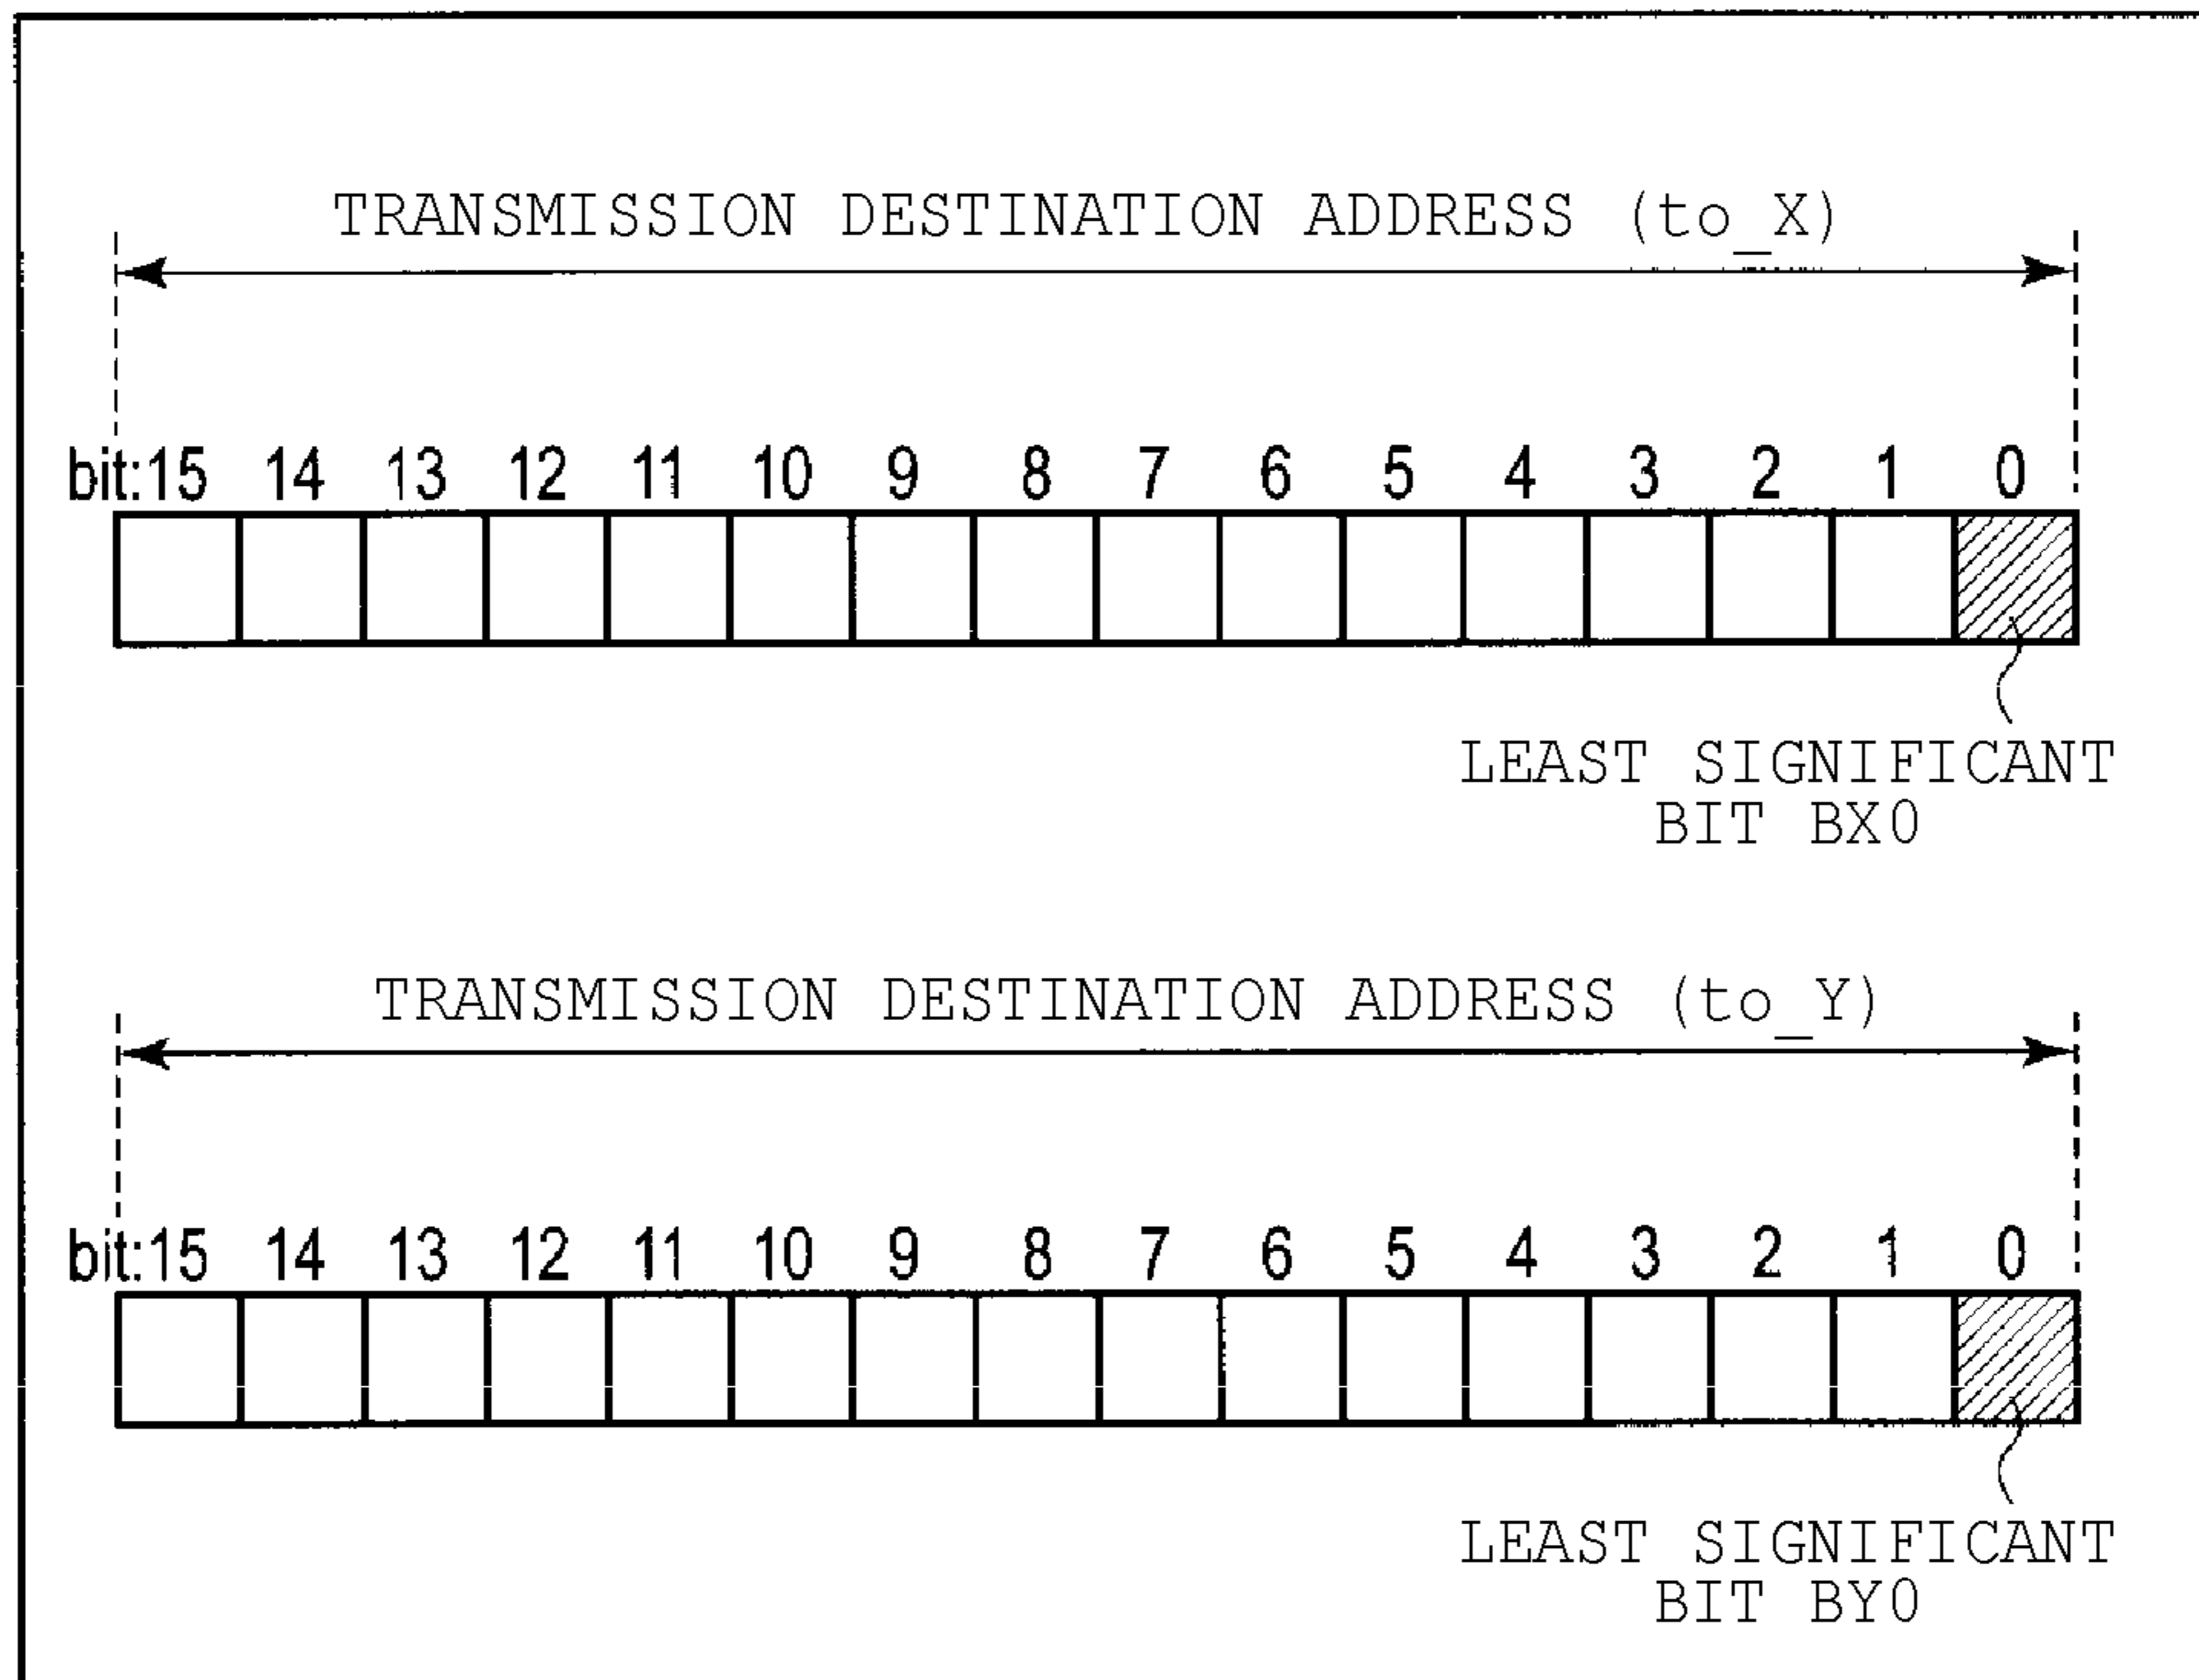 TRANSMISSION DESTINATION ADDRESS (to_X)
bit:15 14 13 12 11 10 9 8 7 6 5 4 3 2 1 0
LEAST SIGNIFICANT
BIT BX0
TRANSMISSION DESTINATION ADDRESS (to_Y)
bit:15 14 13 12 11 10 9 8 7 6 5 4 3 2 1 0
LEAST SIGNIFICANT
BIT BY0